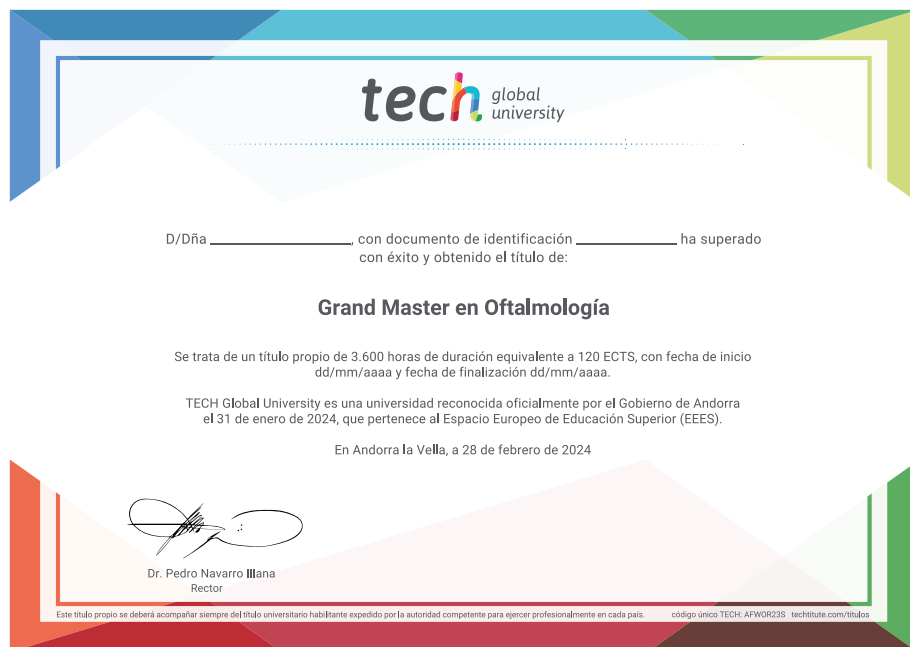 tech global
university
D/Dña ____________________, con documento de identificación ______________ ha superado
con éxito y obtenido el título de:
Grand Master en Oftalmología
Se trata de un título propio de 3.600 horas de duración equivalente a 120 ECTS, con fecha de inicio
dd/mm/aaaa y fecha de finalización dd/mm/aaaa.
TECH Global University es una universidad reconocida oficialmente por el Gobierno de Andorra
el 31 de enero de 2024, que pertenece al Espacio Europeo de Educación Superior (EEES).
En Andorra la Vella, a 28 de febrero de 2024
Dr. Pedro Navarro Illana
Rector
Este título propio se deberá acompañar siempre del título universitario habilitante expedido por la autoridad competente para ejercer profesionalmente en cada país. código único TECH: AFWOR23S techtitute.com/titulos